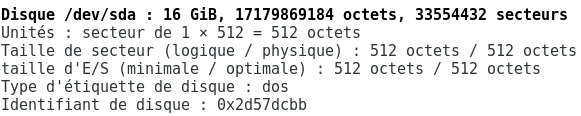 Disque /dev/sda : 16 GiB, 17179869184 octets, 33554432 secteurs
Unités : secteur de 1 × 512 = 512 octets
Taille de secteur (logique / physique) : 512 octets / 512 octets
taille d'E/S (minimale / optimale) : 512 octets / 512 octets
Type d'étiquette de disque : dos
Identifiant de disque : 0x2d57dcbb